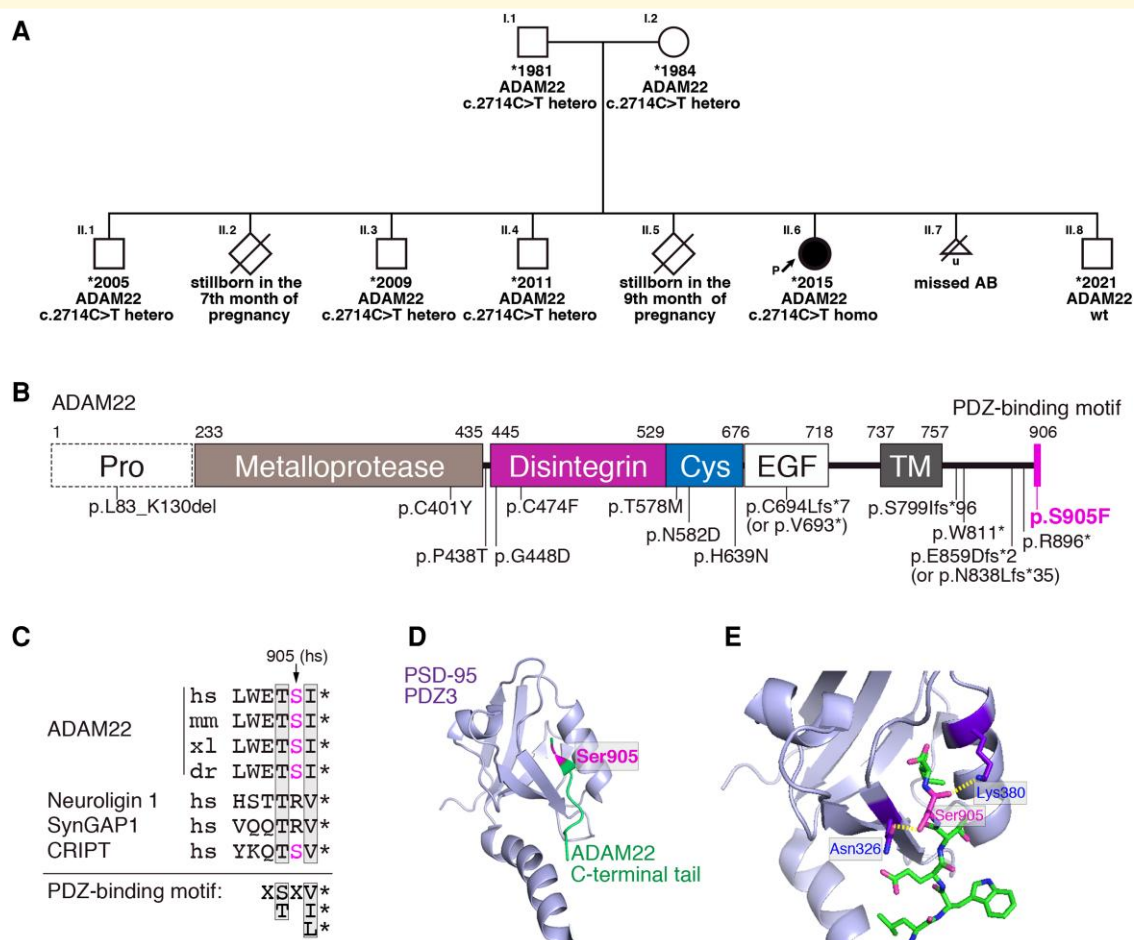 A
I.1
I.2
*1981
ADAM22
c.2714C>T hetero
*1984
ADAM22
c.2714C>T hetero
II.1
II.2
II.3
II.4
II.5
II.6
II.7
II.8
P
u
*2005
ADAM22
c.2714C>T hetero
stillborn in the
7th month of
pregnancy
*2009
ADAM22
c.2714C>T hetero
*2011
ADAM22
c.2714C>T hetero
stillborn in the
9th month of
pregnancy
*2015
ADAM22
c.2714C>T homo
missed AB
*2021
ADAM22
wt
B
ADAM22
PDZ-binding motif
1 233 435 445 529 676 718 737 757 906
Pro Metalloprotease Disintegrin Cys EGF TM
p.L83_K130del
p.C401Y
p.P438T
p.G448D
p.C474F
p.T578M
p.N582D
p.H639N
p.C694Lfs*7
(or p.V693*)
p.S799Ifs*96
p.W811*
p.E859Dfs*2
(or p.N838Lfs*35)
p.R896*
p.S905F
C
905 (hs)
ADAM22
hs LWETSI*
mm LWETSI*
xl LWETSI*
dr LWETSI*
Neuroligin 1 hs HSTTRV*
SynGAP1 hs VQQTRV*
CRIPT hs YKQTSV*
PDZ-binding motif: XSXV*
T I*
L*
D
PSD-95
PDZ3
Ser905
ADAM22
C-terminal tail
E
Lys380
Ser905
Asn326